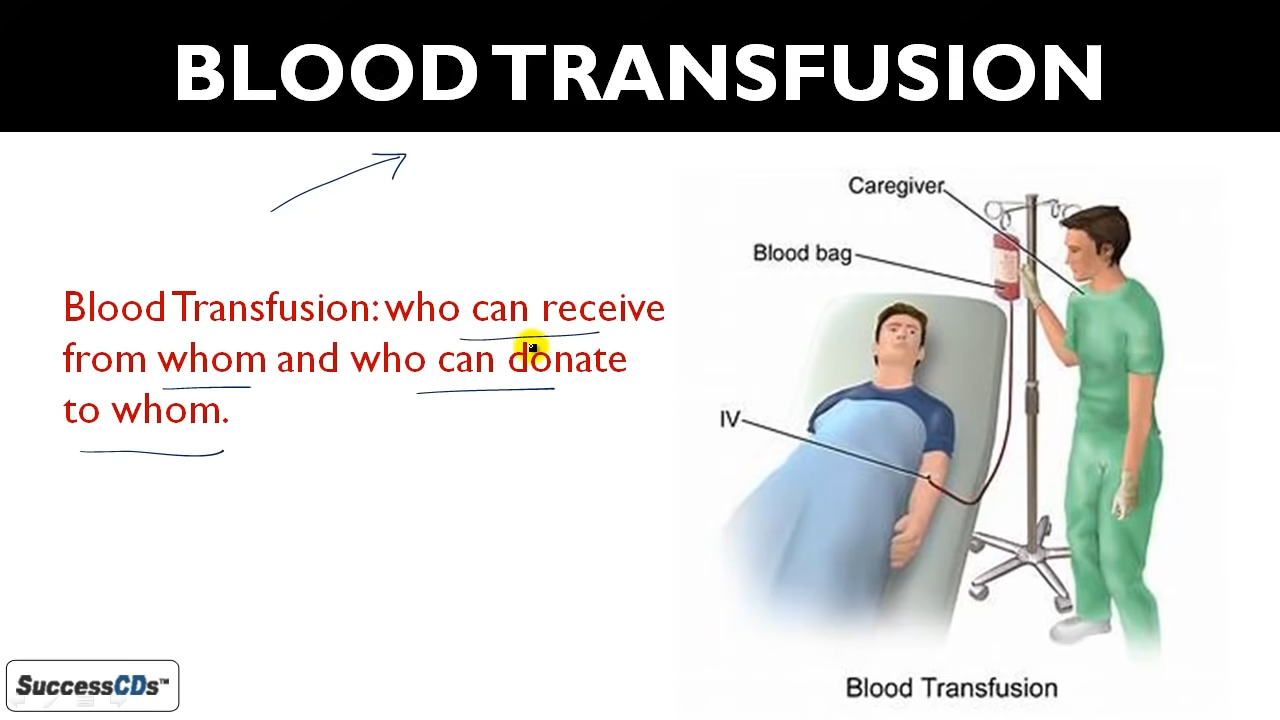 BLOOD TRANSFUSION
Blood Transfusion: who can receive
from whom and who can donate
to whom.
Caregiver
Blood bag
IV
Blood Transfusion
SuccessCDs™